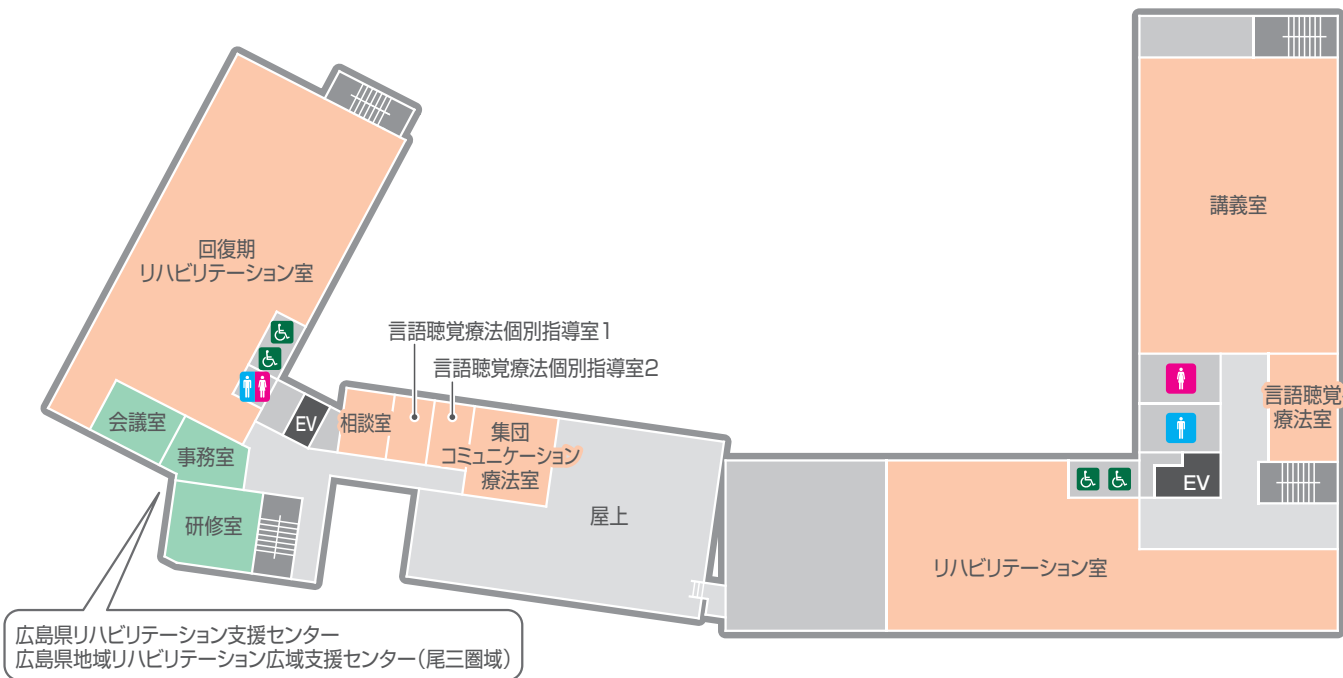 講義室
回復期
リハビリテーション室
言語聴覚療法個別指導室1
言語聴覚療法個別指導室2
会議室
事務室
研修室
EV
相談室
集団
コミュニケーション
療法室
屋上
言語聴覚
療法室
EV
リハビリテーション室
広島県リハビリテーション支援センター
広島県地域リハビリテーション広域支援センター(尾三圏域)